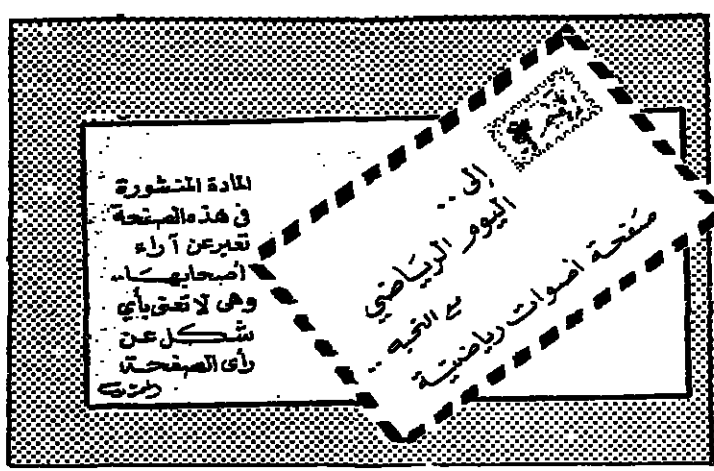 المادة المنشورة
في هذه الصفحة
تعبر عن آراء
أصحابها..
وهي لا تعني بأي
شكل عن
رأي الصفحة
إلى ..
اليوم الرياضي
مع التحية ..
صفحة أصوات رياضية